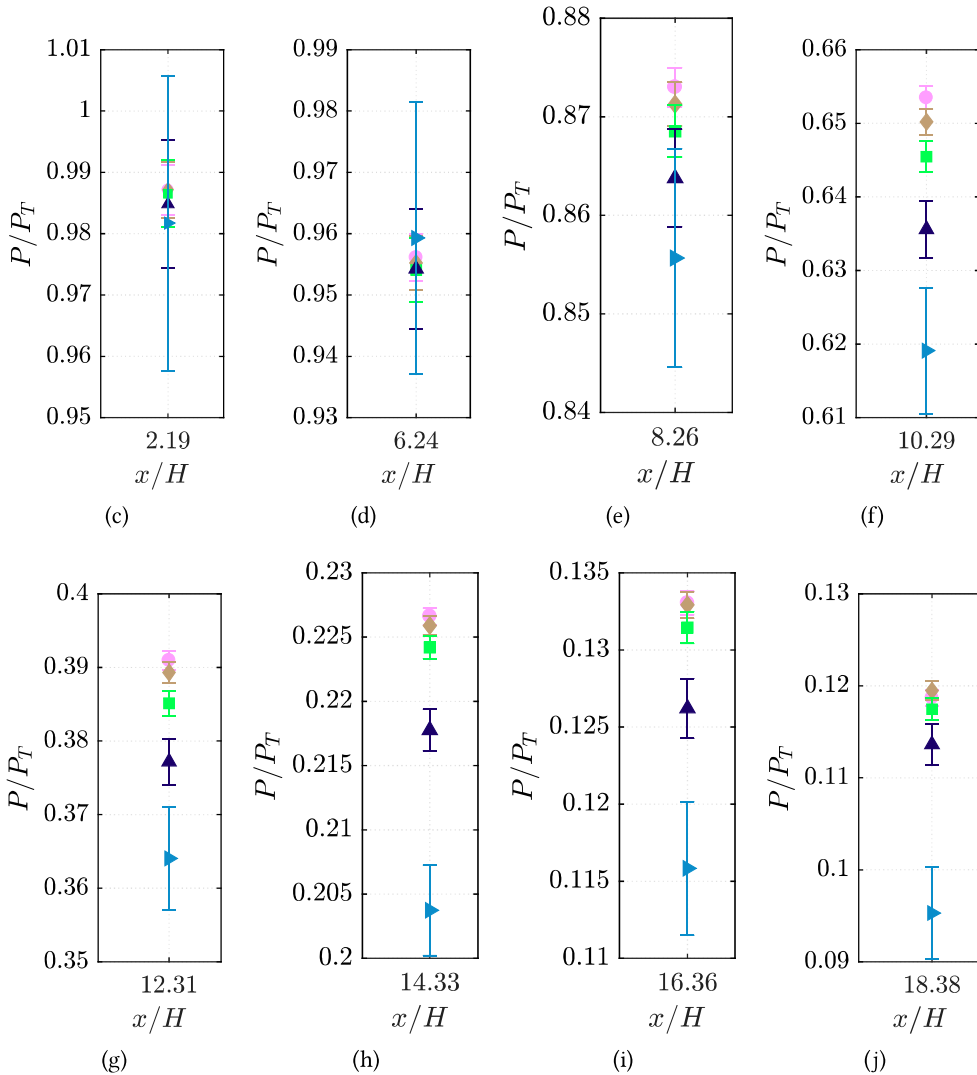 1.01
1
0.99
0.98
0.97
0.96
0.95
P/P_T
2.19
x/H
(c)
0.99
0.98
0.97
0.96
0.95
0.94
0.93
P/P_T
6.24
x/H
(d)
0.88
0.87
0.86
0.85
0.84
P/P_T
8.26
x/H
(e)
0.66
0.65
0.64
0.63
0.62
0.61
P/P_T
10.29
x/H
(f)
0.4
0.39
0.38
0.37
0.36
0.35
P/P_T
12.31
x/H
(g)
0.23
0.225
0.22
0.215
0.21
0.205
0.2
P/P_T
14.33
x/H
(h)
0.135
0.13
0.125
0.12
0.115
0.11
P/P_T
16.36
x/H
(i)
0.13
0.12
0.11
0.1
0.09
P/P_T
18.38
x/H
(j)